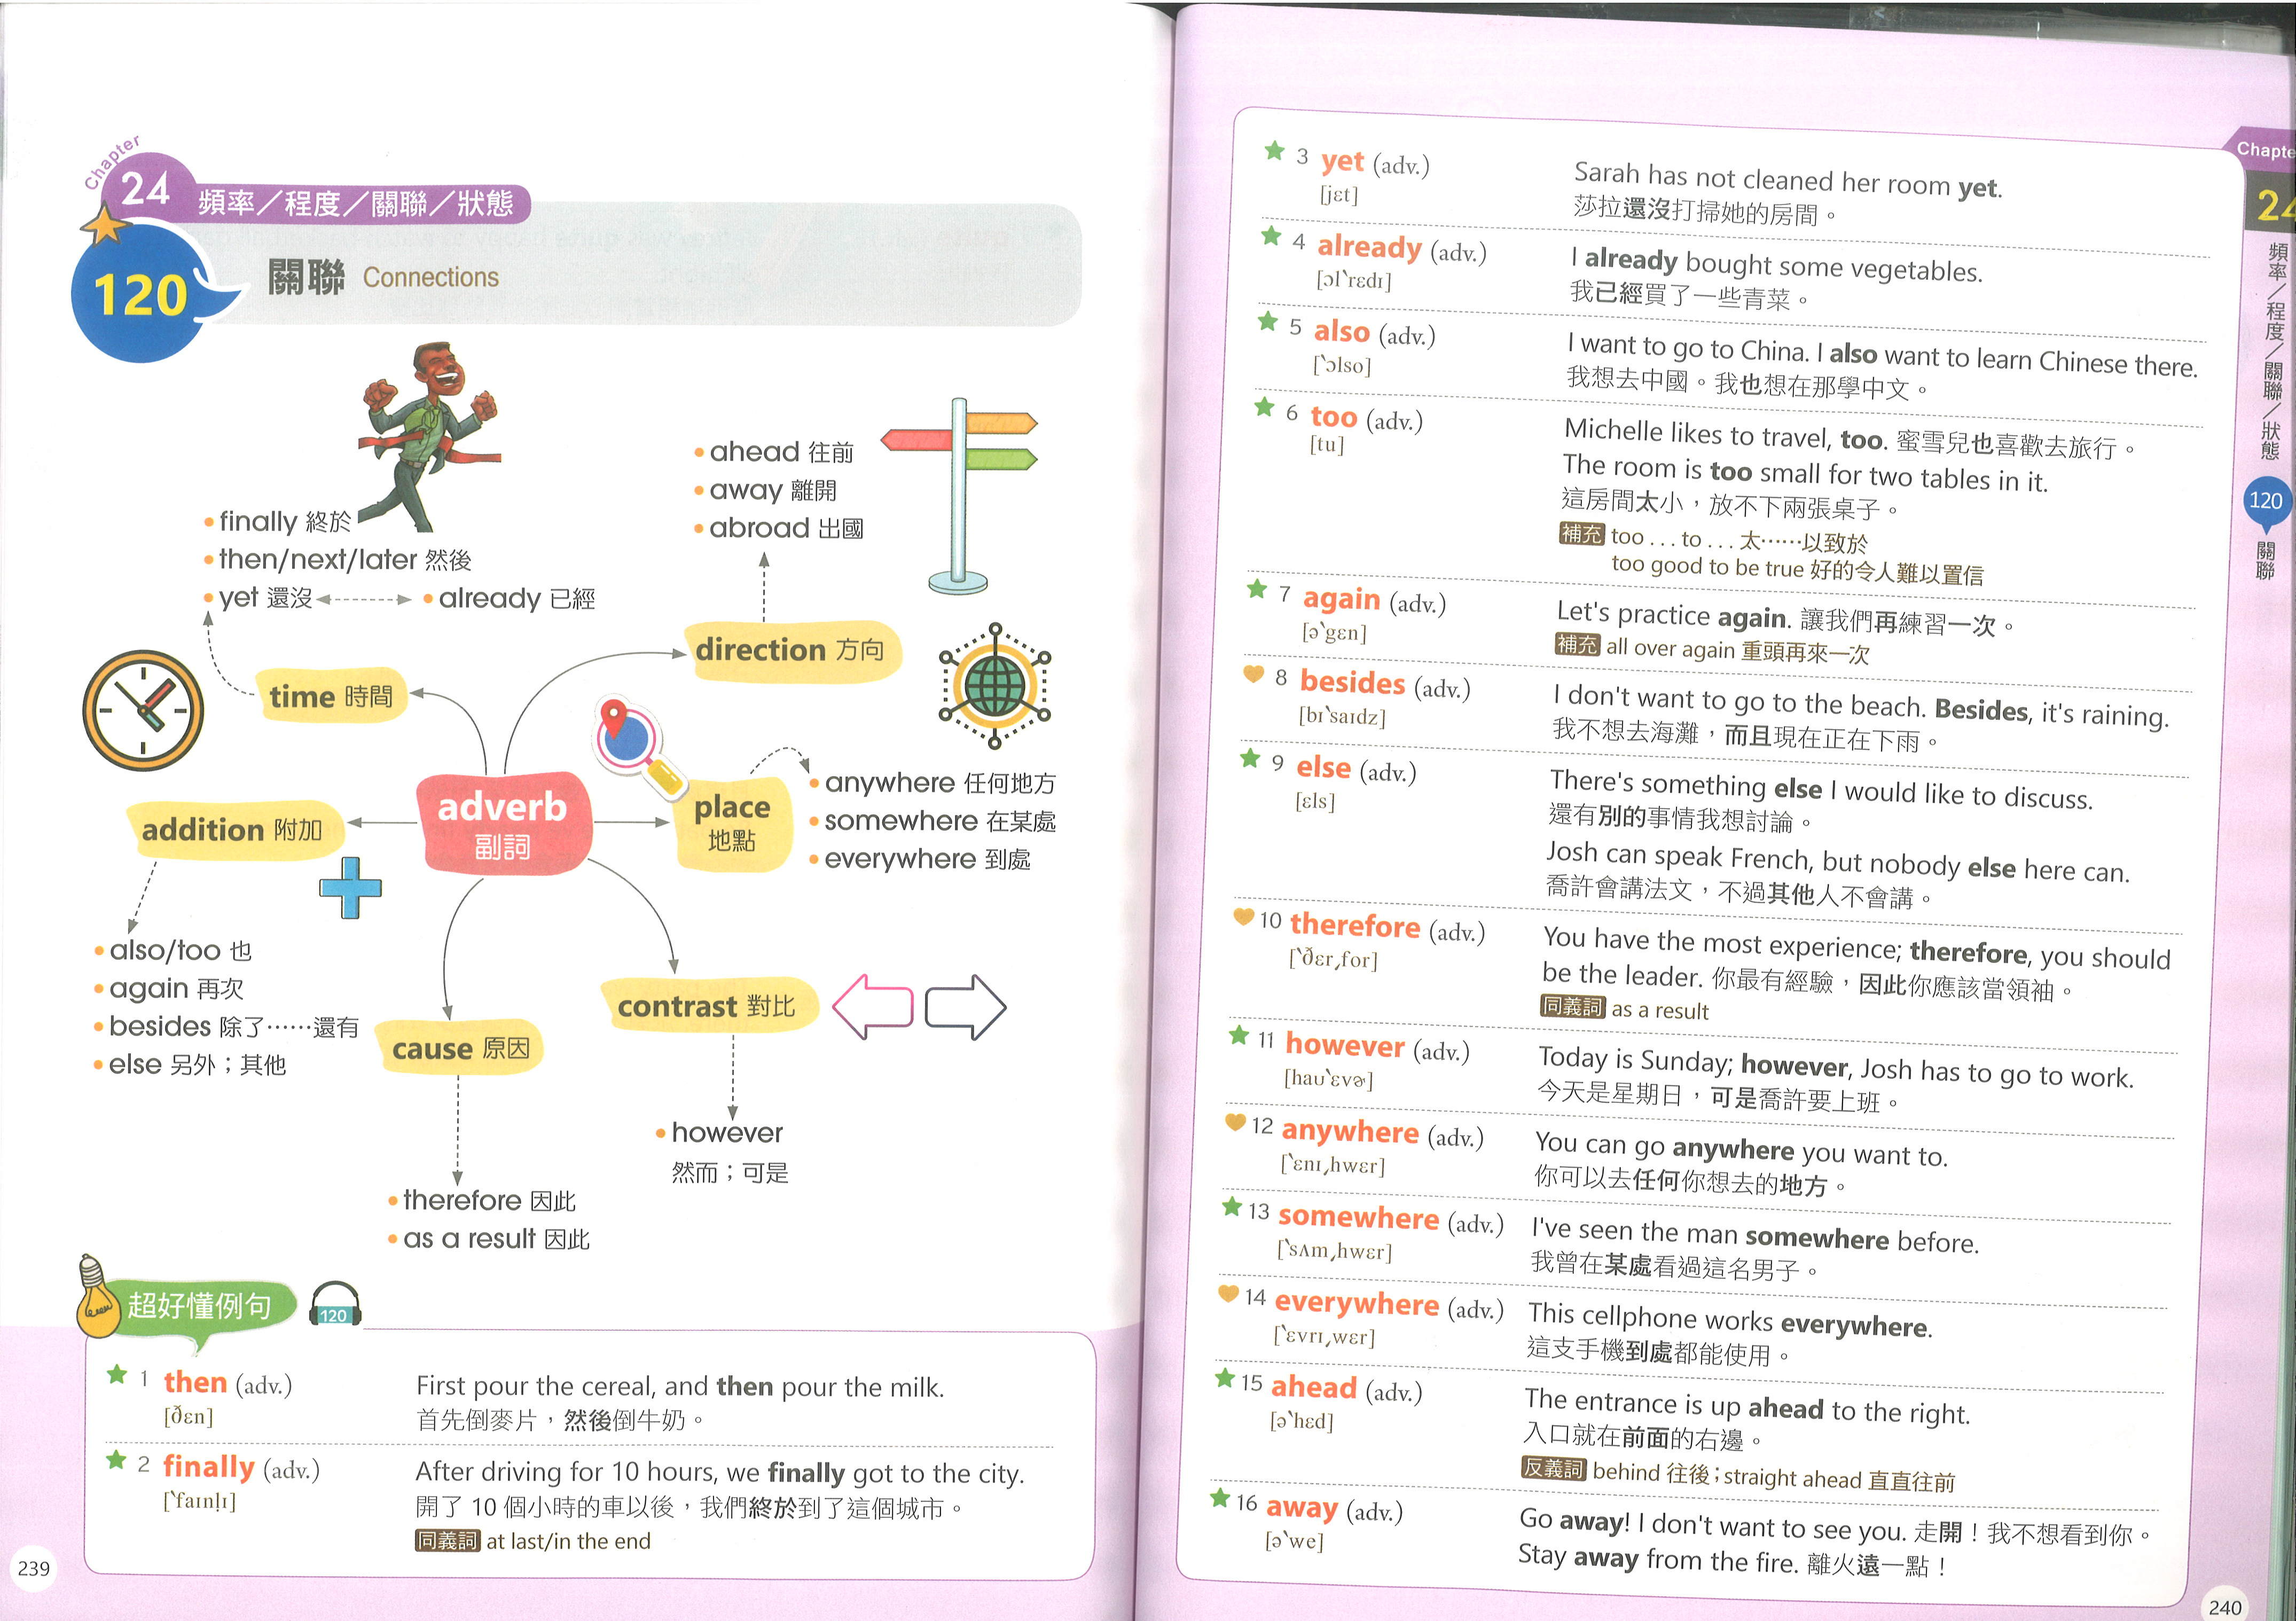 Chapter
24 頻率／程度／關聯／狀態
120 關聯 Connections
• ahead 往前
• away 離開
• abroad 出國
• finally 終於
• then/next/later 然後
• yet 還沒 • already 已經
direction 方向
time 時間
adverb
副詞
place
地點
• anywhere 任何地方
• somewhere 在某處
• everywhere 到處
addition 附加
• also/too 也
• again 再次
• besides 除了……還有
• else 另外；其他
cause 原因
contrast 對比
• however
然而；可是
• therefore 因此
• as a result 因此
超好懂例句 120
1 then (adv.) First pour the cereal, and then pour the milk.
[ðɛn] 首先倒麥片，然後倒牛奶。
2 finally (adv.) After driving for 10 hours, we finally got to the city.
[ˋfaɪnḷɪ] 開了 10 個小時的車以後，我們終於到了這個城市。
同義詞 at last/in the end
239
3 yet (adv.) Sarah has not cleaned her room yet.
[jɛt] 莎拉還沒打掃她的房間。
4 already (adv.) I already bought some vegetables.
[ɔlˋrɛdɪ] 我已經買了一些青菜。
5 also (adv.) I want to go to China. I also want to learn Chinese there.
[ˋɔlso] 我想去中國。我也想在那學中文。
6 too (adv.) Michelle likes to travel, too. 蜜雪兒也喜歡去旅行。
[tu] The room is too small for two tables in it.
這房間太小，放不下兩張桌子。
補充 too . . . to . . . 太……以致於
too good to be true 好的令人難以置信
7 again (adv.) Let's practice again. 讓我們再練習一次。
[əˋgɛn] 補充 all over again 重頭再來一次
8 besides (adv.) I don't want to go to the beach. Besides, it's raining.
[bɪˋsaɪdz] 我不想去海灘，而且現在正在下雨。
9 else (adv.) There's something else I would like to discuss.
[ɛls] 還有別的事情我想討論。
Josh can speak French, but nobody else here can.
喬許會講法文，不過其他人不會講。
10 therefore (adv.) You have the most experience; therefore, you should
[ˋðɛr͵for] be the leader. 你最有經驗，因此你應該當領袖。
同義詞 as a result
11 however (adv.) Today is Sunday; however, Josh has to go to work.
[haʊˋɛvɚ] 今天是星期日，可是喬許要上班。
12 anywhere (adv.) You can go anywhere you want to.
[ˋɛnɪ͵hwɛr] 你可以去任何你想去的地方。
13 somewhere (adv.) I've seen the man somewhere before.
[ˋsʌm͵hwɛr] 我曾在某處看過這名男子。
14 everywhere (adv.) This cellphone works everywhere.
[ˋɛvrɪ͵wɛr] 這支手機到處都能使用。
15 ahead (adv.) The entrance is up ahead to the right.
[əˋhɛd] 入口就在前面的右邊。
反義詞 behind 往後；straight ahead 直直往前
16 away (adv.) Go away! I don't want to see you. 走開！我不想看到你。
[əˋwe] Stay away from the fire. 離火遠一點！
240
Chapte
24
頻率／程度／關聯／狀態
120
關聯